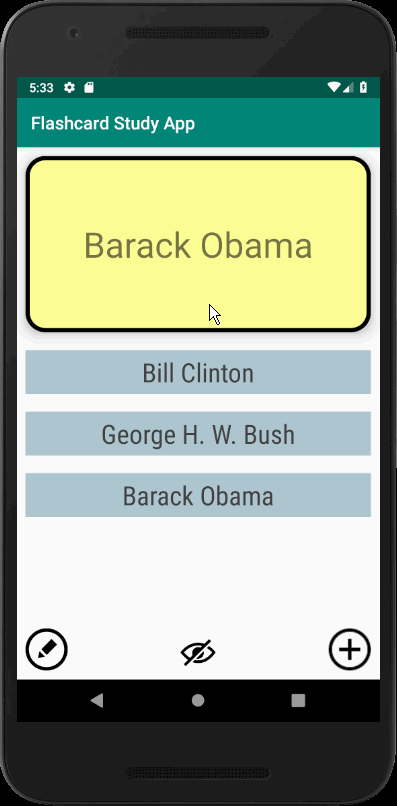 5:33
Flashcard Study App
Barack Obama
Bill Clinton
George H. W. Bush
Barack Obama